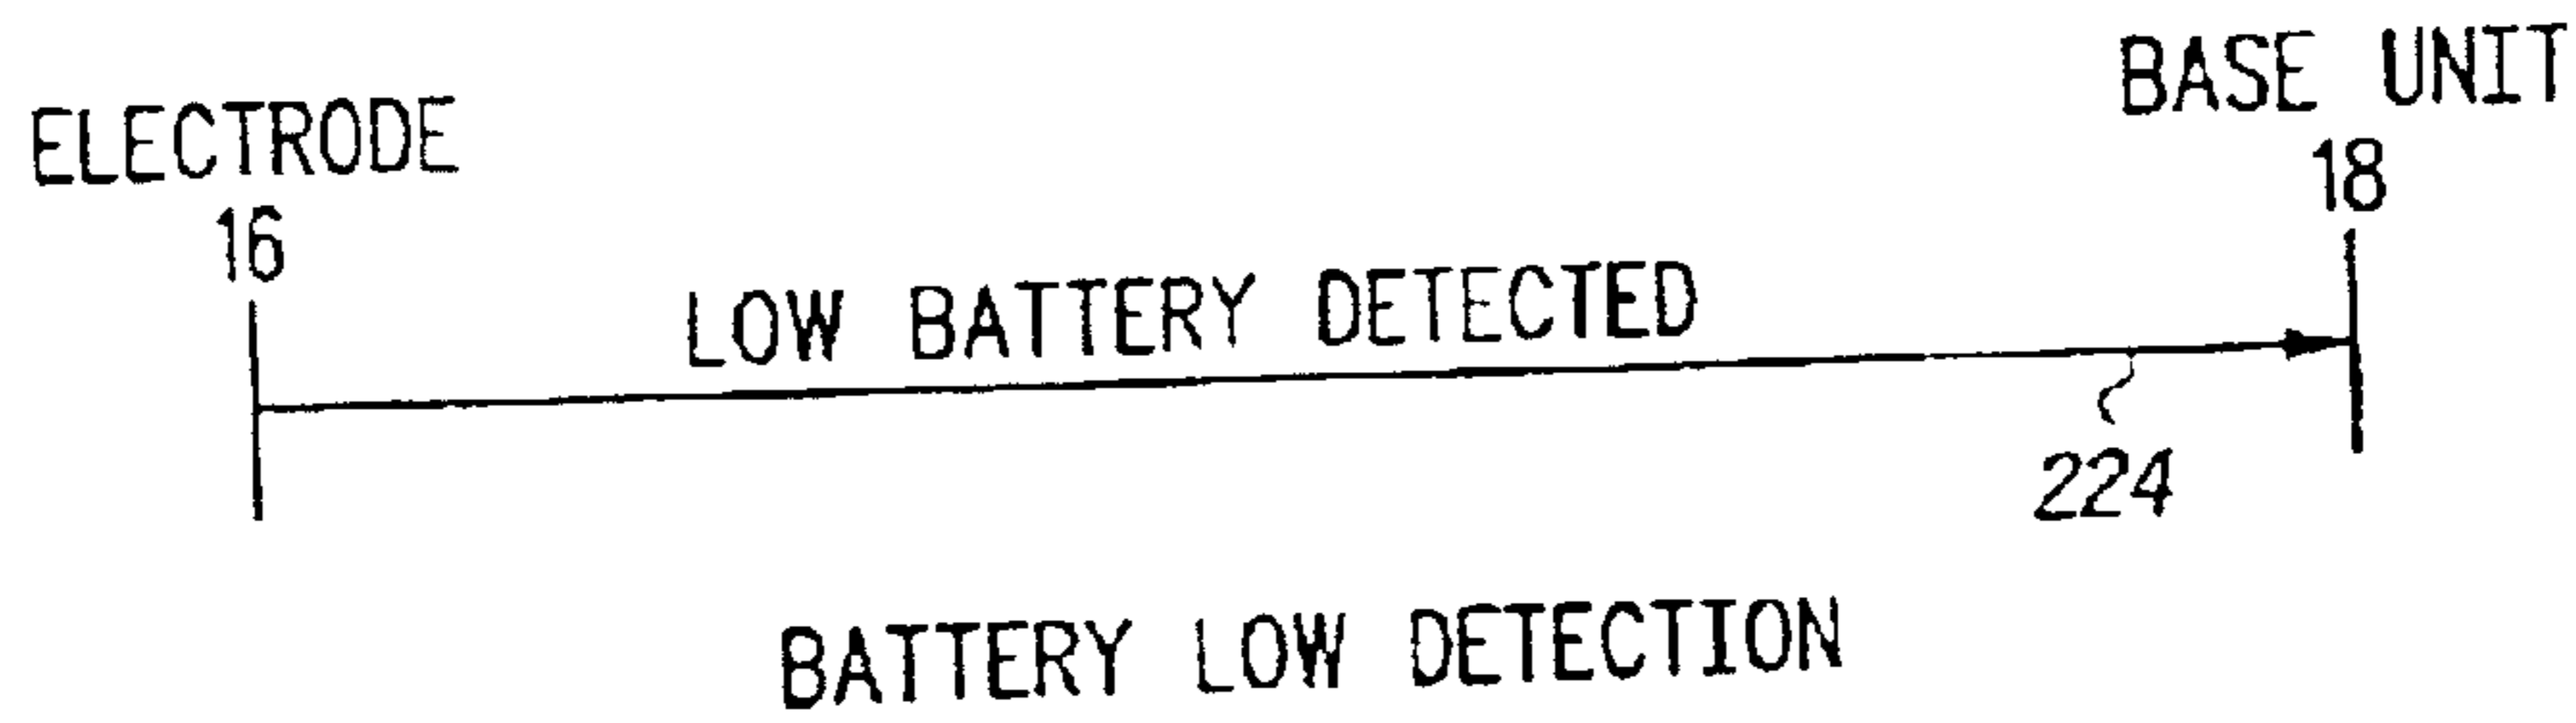 ELECTRODE
16
BASE UNIT
18
LOW BATTERY DETECTED
224
BATTERY LOW DETECTION